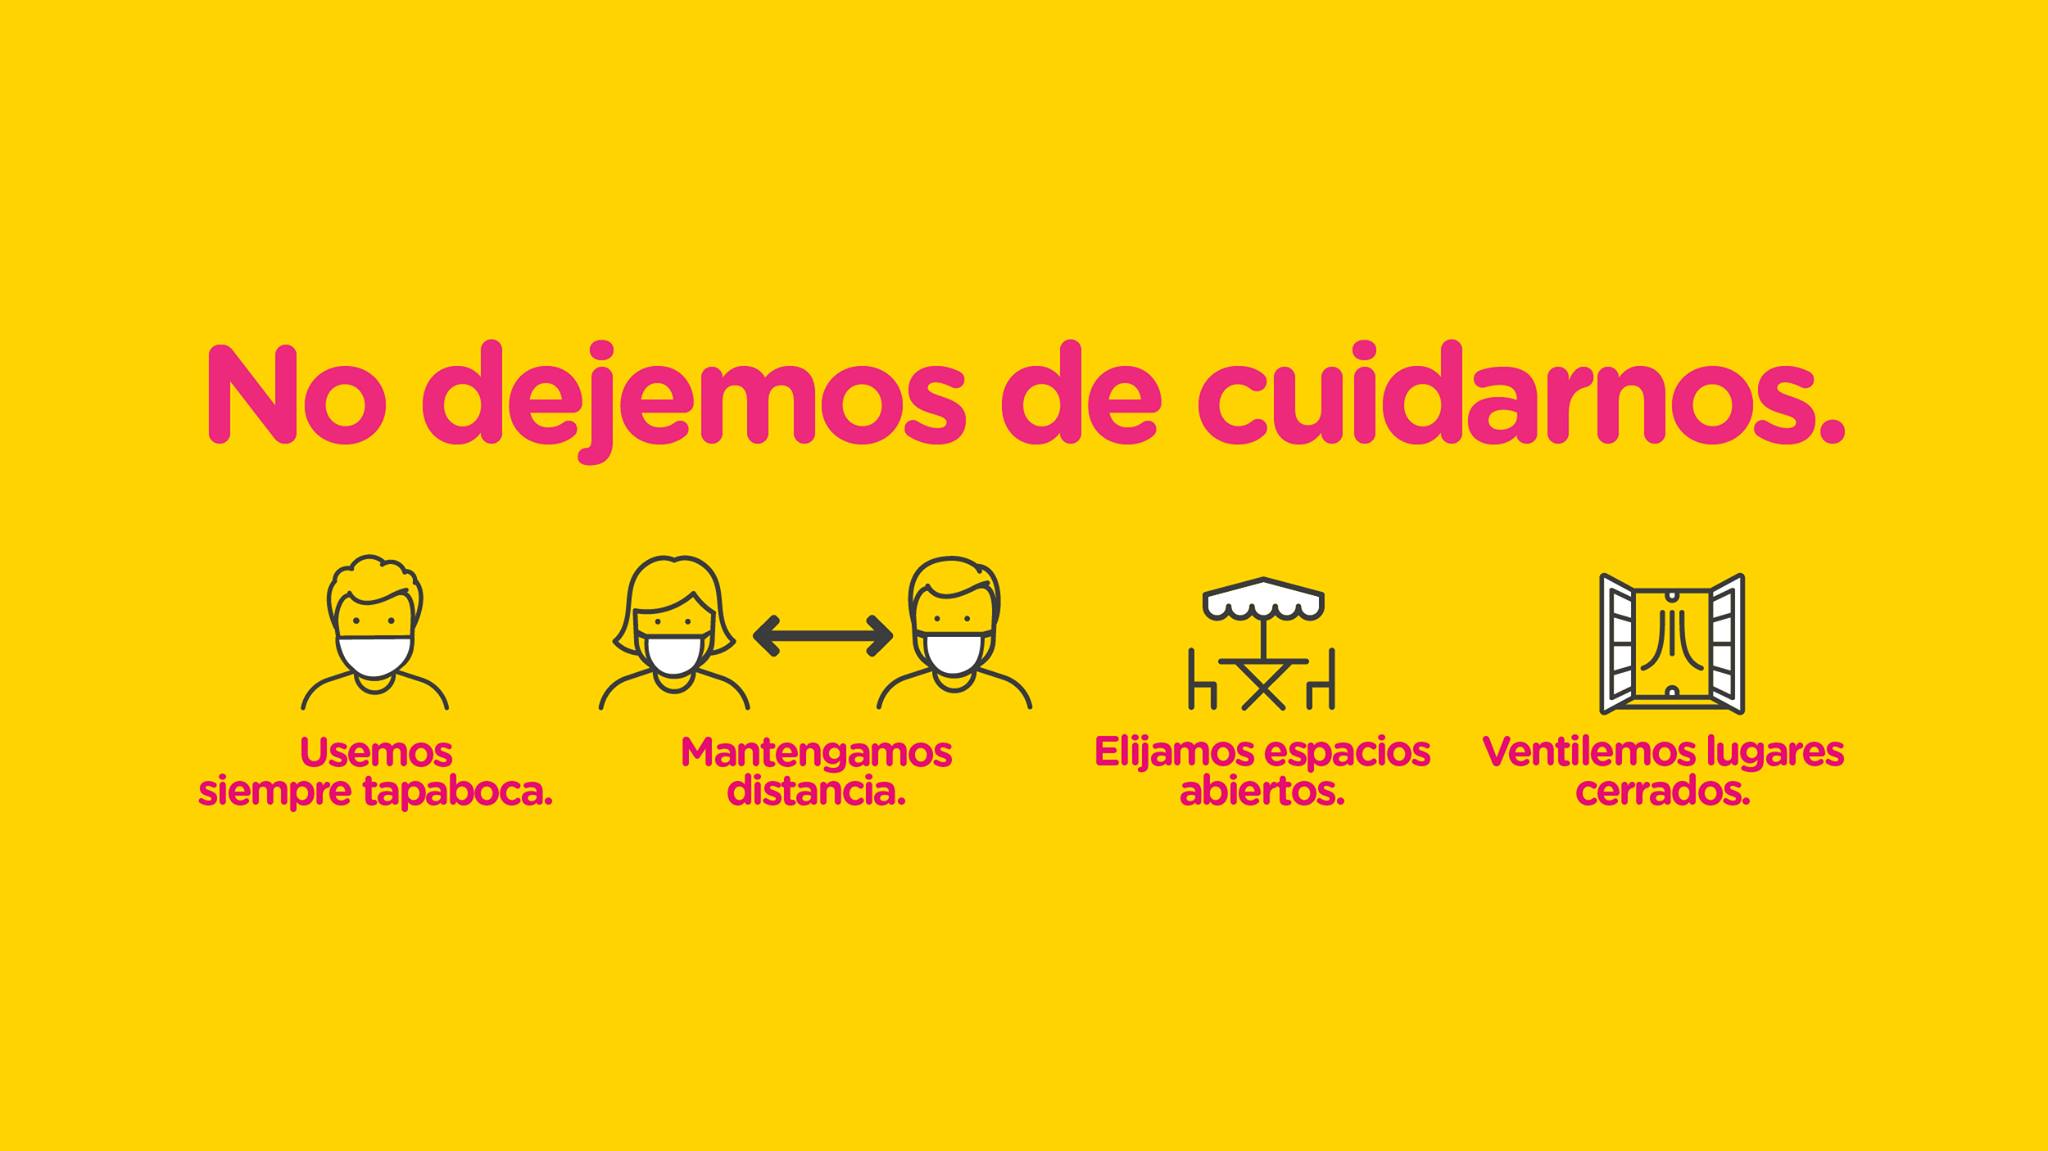 No dejemos de cuidarnos.
Usemos
siempre tapaboca.
Mantengamos
distancia.
Elijamos espacios
abiertos.
Ventilemos lugares
cerrados.